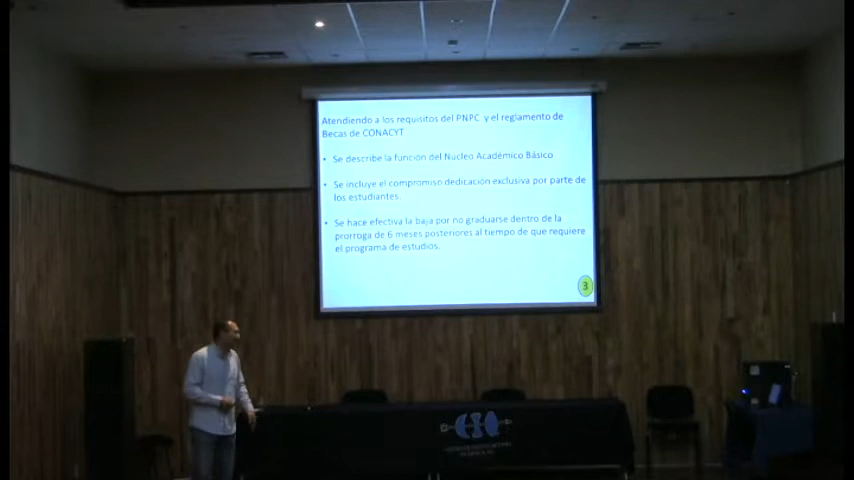 Atendiendo a los requisitos del PNPC y el reglamento de
Becas de CONACYT
• Se describe la función del Núcleo Académico Básico
• Se incluye el compromiso dedicación exclusiva por parte de
los estudiantes.
• Se hace efectiva la baja por no graduarse dentro de la
prorroga de 6 meses posteriores al tiempo de que requiere
el programa de estudios.
3
CIO